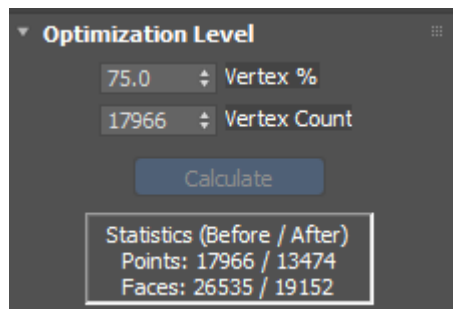 Optimization Level
75.0 Vertex %
17966 Vertex Count
Calculate
Statistics (Before / After)
Points: 17966 / 13474
Faces: 26535 / 19152